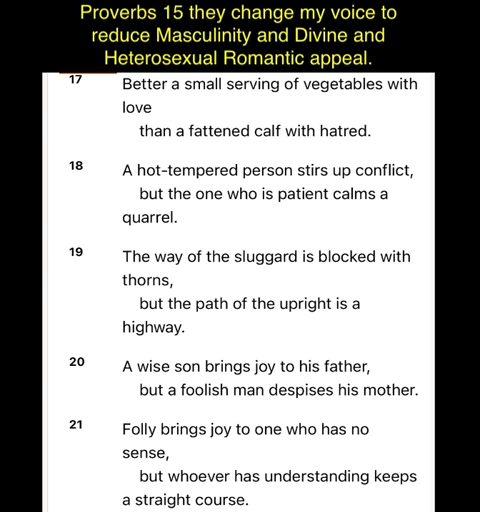 Proverbs 15 they change my voice to
reduce Masculinity and Divine and
Heterosexual Romantic appeal.
17 Better a small serving of vegetables with
love
than a fattened calf with hatred.
18 A hot-tempered person stirs up conflict,
but the one who is patient calms a
quarrel.
19 The way of the sluggard is blocked with
thorns,
but the path of the upright is a
highway.
20 A wise son brings joy to his father,
but a foolish man despises his mother.
21 Folly brings joy to one who has no
sense,
but whoever has understanding keeps
a straight course.